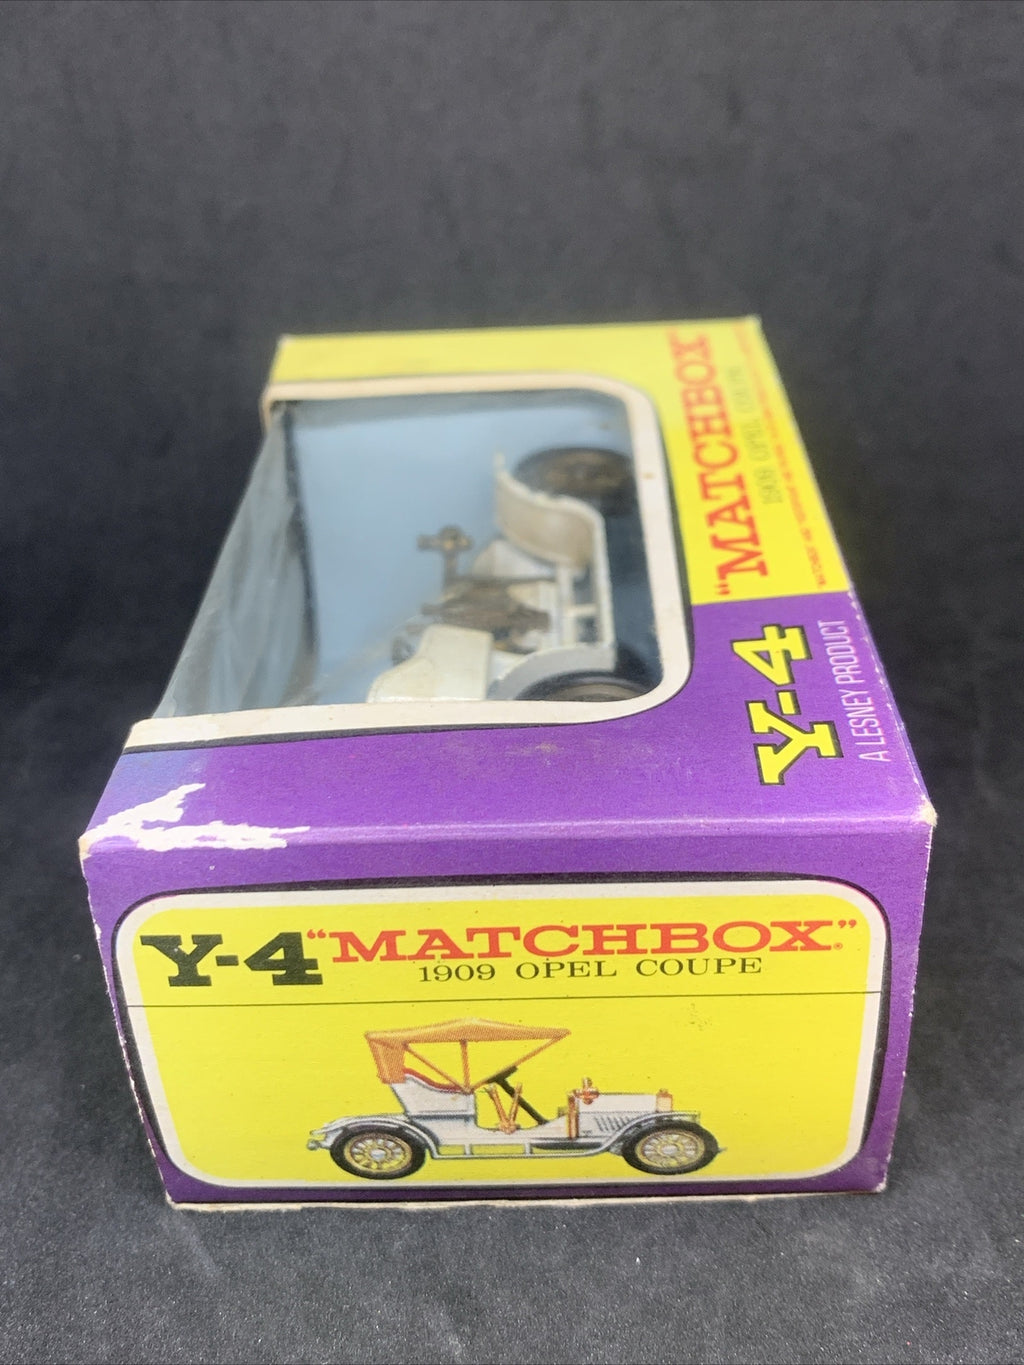 "MATCHBOX"
1909 OPEL COUPE
Y-4
A LESNEY PRODUCT
Y-4 "MATCHBOX"
1909 OPEL COUPE